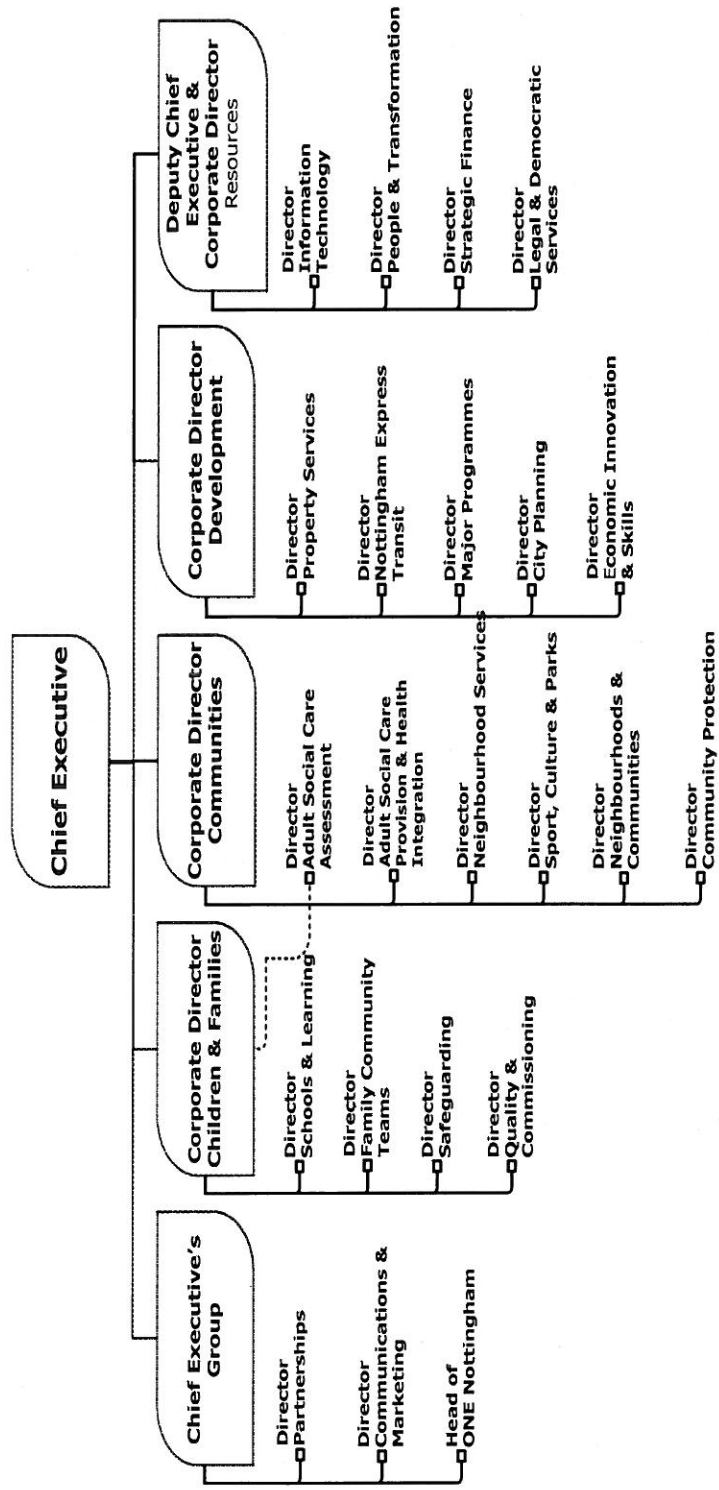 Chief Executive
Chief Executive's
Group
Director
Partnerships
Director
Communications &
Marketing
Head of
ONE Nottingham
Corporate Director
Children & Families
Director
Schools & Learning
Director
Family Community
Teams
Director
Safeguarding
Director
Quality &
Commissioning
Corporate Director
Communities
Director
Adult Social Care
Assessment
Director
Adult Social Care
Provision & Health
Integration
Director
Neighbourhood Services
Director
Sport, Culture & Parks
Director
Neighbourhoods &
Communities
Director
Community Protection
Corporate Director
Development
Director
Property Services
Director
Nottingham Express
Transit
Director
Major Programmes
Director
City Planning
Director
Economic Innovation
& Skills
Deputy Chief
Executive &
Corporate Director
Resources
Director
Information
Technology
Director
People & Transformation
Director
Strategic Finance
Director
Legal & Democratic
Services